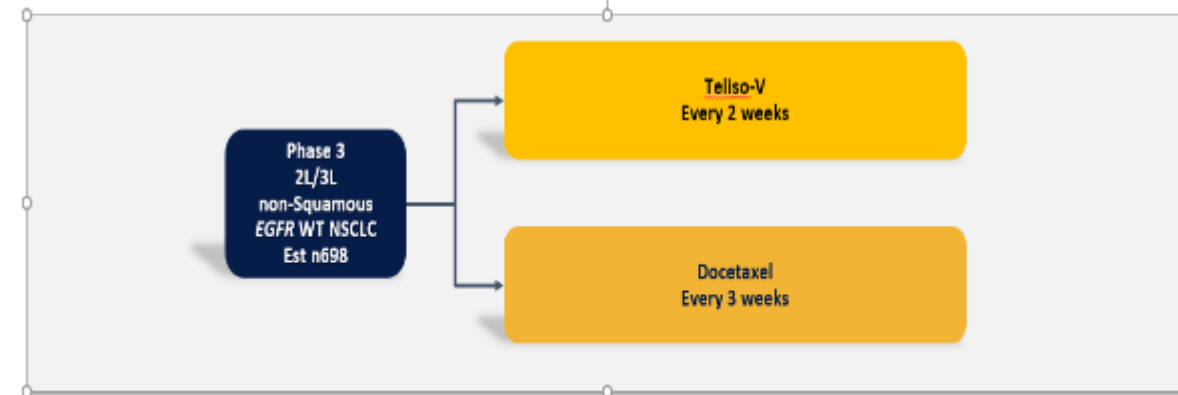 Phase 3
2L/3L
non-Squamous
EGFR WT NSCLC
Est n698
Teliso-V
Every 2 weeks
Docetaxel
Every 3 weeks